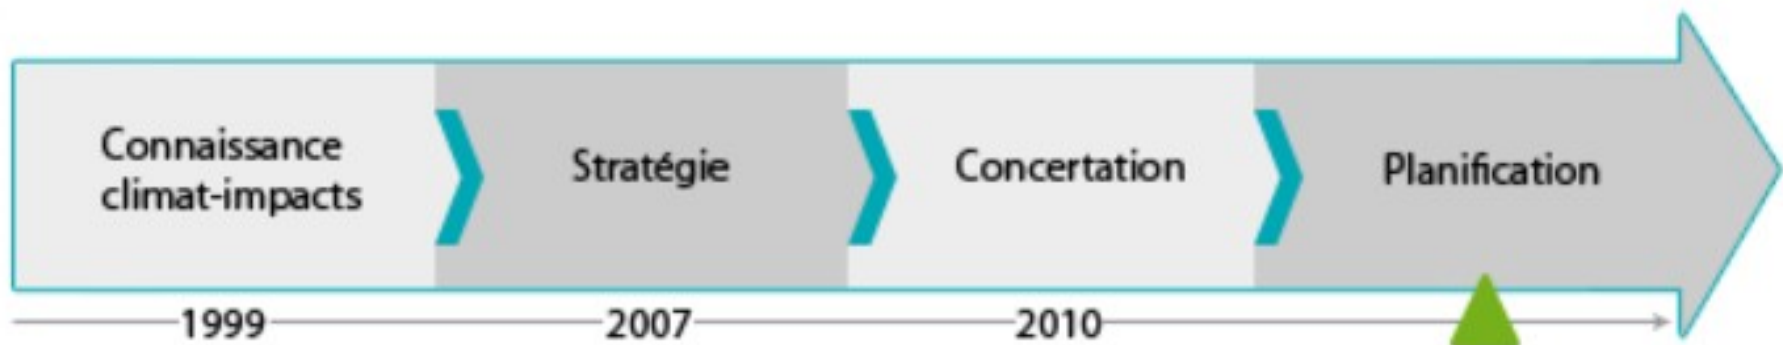 Connaissance
climat-impacts
Stratégie
Concertation
Planification
1999
2007
2010